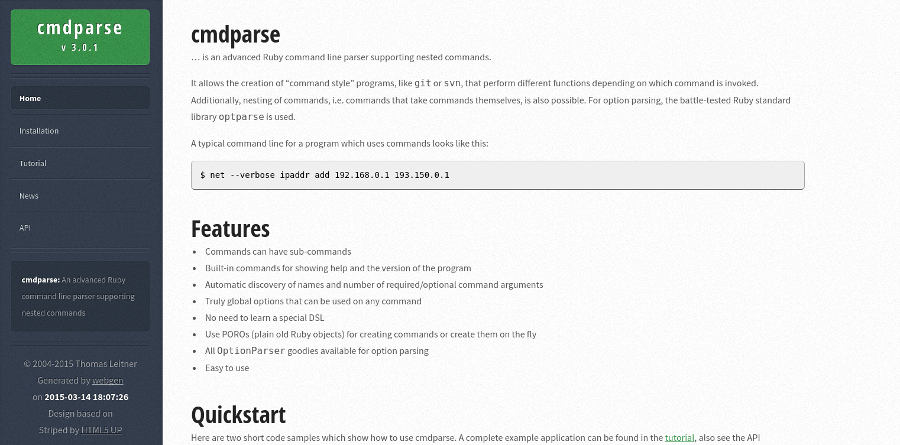 cmdparse
v 3.0.1
Home
Installation
Tutorial
News
API
cmdparse: An advanced Ruby
command line parser supporting
nested commands
© 2004-2015 Thomas Leitner
Generated by webgen
on 2015-03-14 18:07:26
Design based on
Striped by HTML5 UP
cmdparse
… is an advanced Ruby command line parser supporting nested commands.
It allows the creation of “command style” programs, like git or svn, that perform different functions depending on which command is invoked.
Additionally, nesting of commands, i.e. commands that take commands themselves, is also possible. For option parsing, the battle-tested Ruby standard
library optparse is used.
A typical command line for a program which uses commands looks like this:
$ net --verbose ipaddr add 192.168.0.1 193.150.0.1
Features
• Commands can have sub-commands
• Built-in commands for showing help and the version of the program
• Automatic discovery of names and number of required/optional command arguments
• Truly global options that can be used on any command
• No need to learn a special DSL
• Use POROs (plain old Ruby objects) for creating commands or create them on the fly
• All OptionParser goodies available for option parsing
• Easy to use
Quickstart
Here are two short code samples which show how to use cmdparse. A complete example application can be found in the tutorial, also see the API